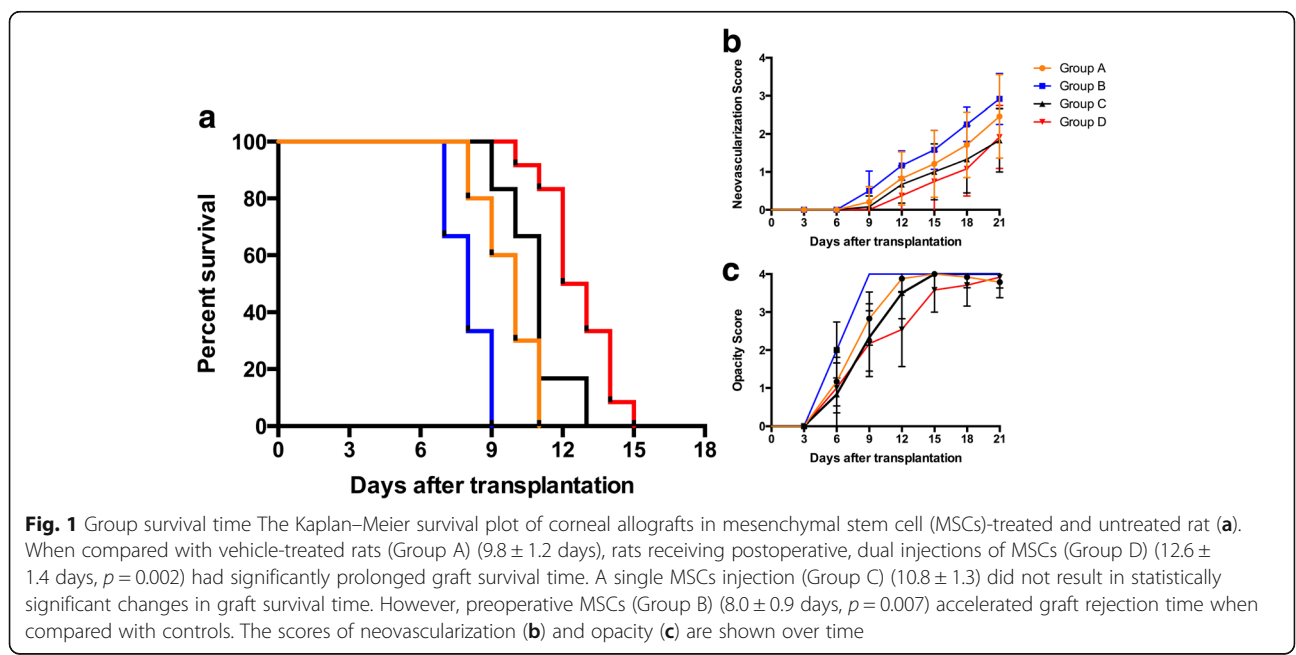 a
Percent survival
100
80
60
40
20
0
0 3 6 9 12 15 18
Days after transplantation
b
Neovascularization Score
4
3
2
1
0
0 3 6 9 12 15 18 21
Days after transplantation
Group A
Group B
Group C
Group D
c
Opacity Score
4
3
2
1
0
0 3 6 9 12 15 18 21
Days after transplantation
Fig. 1 Group survival time The Kaplan–Meier survival plot of corneal allografts in mesenchymal stem cell (MSCs)-treated and untreated rat (a).
When compared with vehicle-treated rats (Group A) (9.8 ± 1.2 days), rats receiving postoperative, dual injections of MSCs (Group D) (12.6 ±
1.4 days, p = 0.002) had significantly prolonged graft survival time. A single MSCs injection (Group C) (10.8 ± 1.3) did not result in statistically
significant changes in graft survival time. However, preoperative MSCs (Group B) (8.0 ± 0.9 days, p = 0.007) accelerated graft rejection time when
compared with controls. The scores of neovascularization (b) and opacity (c) are shown over time